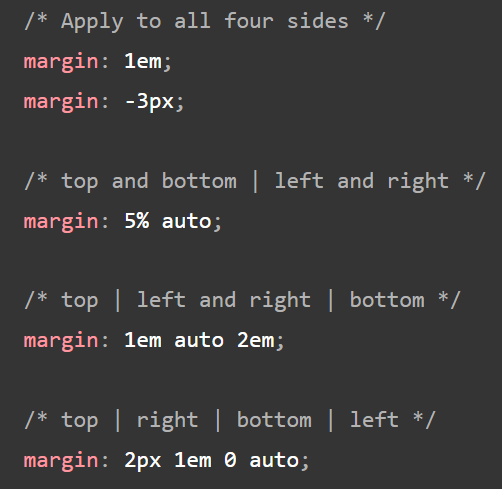 /* Apply to all four sides */
margin: 1em;
margin: -3px;
/* top and bottom | left and right */
margin: 5% auto;
/* top | left and right | bottom */
margin: 1em auto 2em;
/* top | right | bottom | left */
margin: 2px 1em 0 auto;